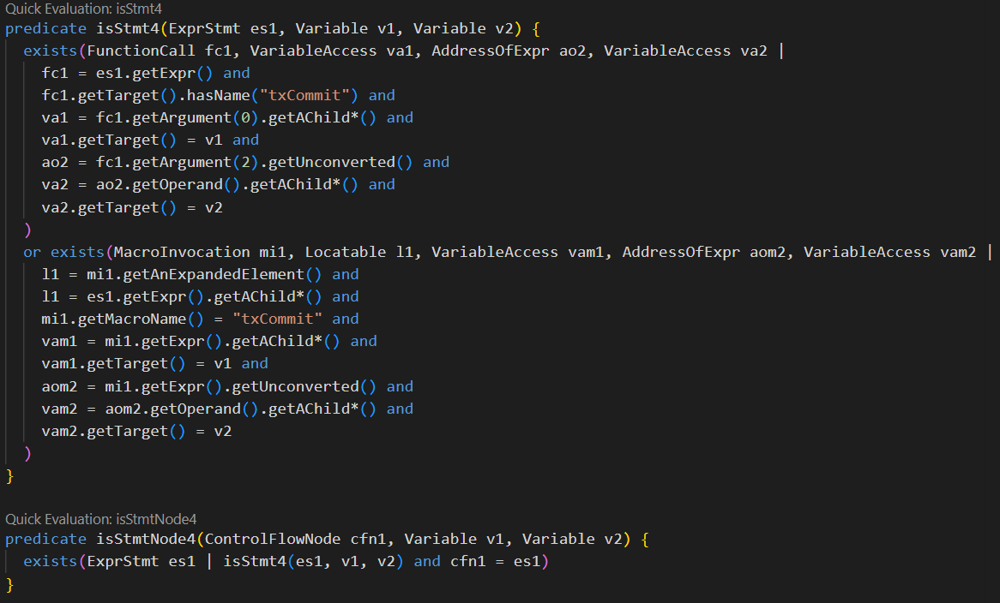 Quick Evaluation: isStmt4
predicate isStmt4(ExprStmt es1, Variable v1, Variable v2) {
exists(FunctionCall fc1, VariableAccess va1, AddressOfExpr ao2, VariableAccess va2 |
fc1 = es1.getExpr() and
fc1.getTarget().hasName("txCommit") and
va1 = fc1.getArgument(0).getAChild*() and
va1.getTarget() = v1 and
ao2 = fc1.getArgument(2).getUnconverted() and
va2 = ao2.getOperand().getAChild*() and
va2.getTarget() = v2
)
or exists(MacroInvocation mi1, Locatable l1, VariableAccess vam1, AddressOfExpr aom2, VariableAccess vam2 |
l1 = mi1.getAnExpandedElement() and
l1 = es1.getExpr().getAChild*() and
mi1.getMacroName() = "txCommit" and
vam1 = mi1.getExpr().getAChild*() and
vam1.getTarget() = v1 and
aom2 = mi1.getExpr().getUnconverted() and
vam2 = aom2.getOperand().getAChild*() and
vam2.getTarget() = v2
)
}
Quick Evaluation: isStmtNode4
predicate isStmtNode4(ControlFlowNode cfn1, Variable v1, Variable v2) {
exists(ExprStmt es1 | isStmt4(es1, v1, v2) and cfn1 = es1)
}